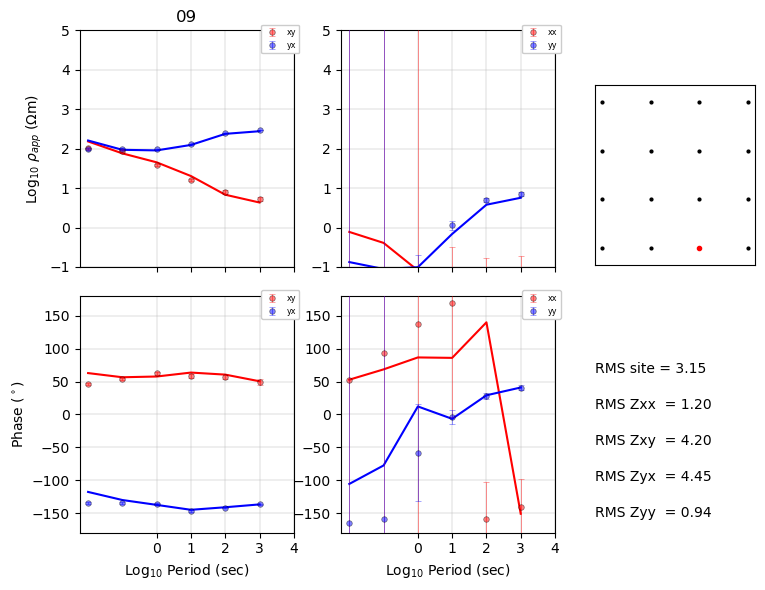 09
5
4
3
2
1
0
−1
Log10 ρapp (Ωm)
xy
yx
5
4
3
2
1
0
−1
xx
yy
150
100
50
0
−50
−100
−150
Phase (°)
xy
yx
0 1 2 3 4
Log10 Period (sec)
150
100
50
0
−50
−100
−150
xx
yy
0 1 2 3 4
Log10 Period (sec)
RMS site = 3.15
RMS Zxx = 1.20
RMS Zxy = 4.20
RMS Zyx = 4.45
RMS Zyy = 0.94